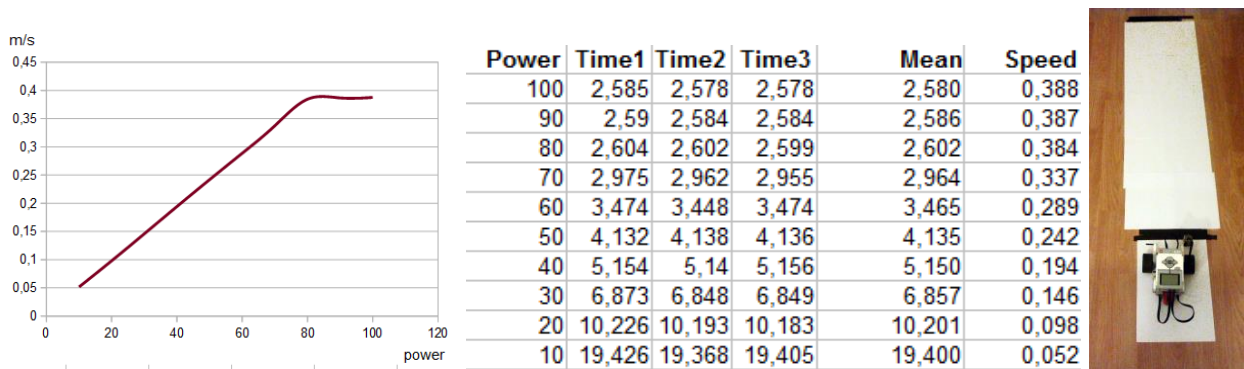 m/s
0,45
0,4
0,35
0,3
0,25
0,2
0,15
0,1
0,05
0
0 20 40 60 80 100 120
power
Power Time1 Time2 Time3 Mean Speed
100 2,585 2,578 2,578 2,580 0,388
90 2,59 2,584 2,584 2,586 0,387
80 2,604 2,602 2,599 2,602 0,384
70 2,975 2,962 2,955 2,964 0,337
60 3,474 3,448 3,474 3,465 0,289
50 4,132 4,138 4,136 4,135 0,242
40 5,154 5,14 5,156 5,150 0,194
30 6,873 6,848 6,849 6,857 0,146
20 10,226 10,193 10,183 10,201 0,098
10 19,426 19,368 19,405 19,400 0,052